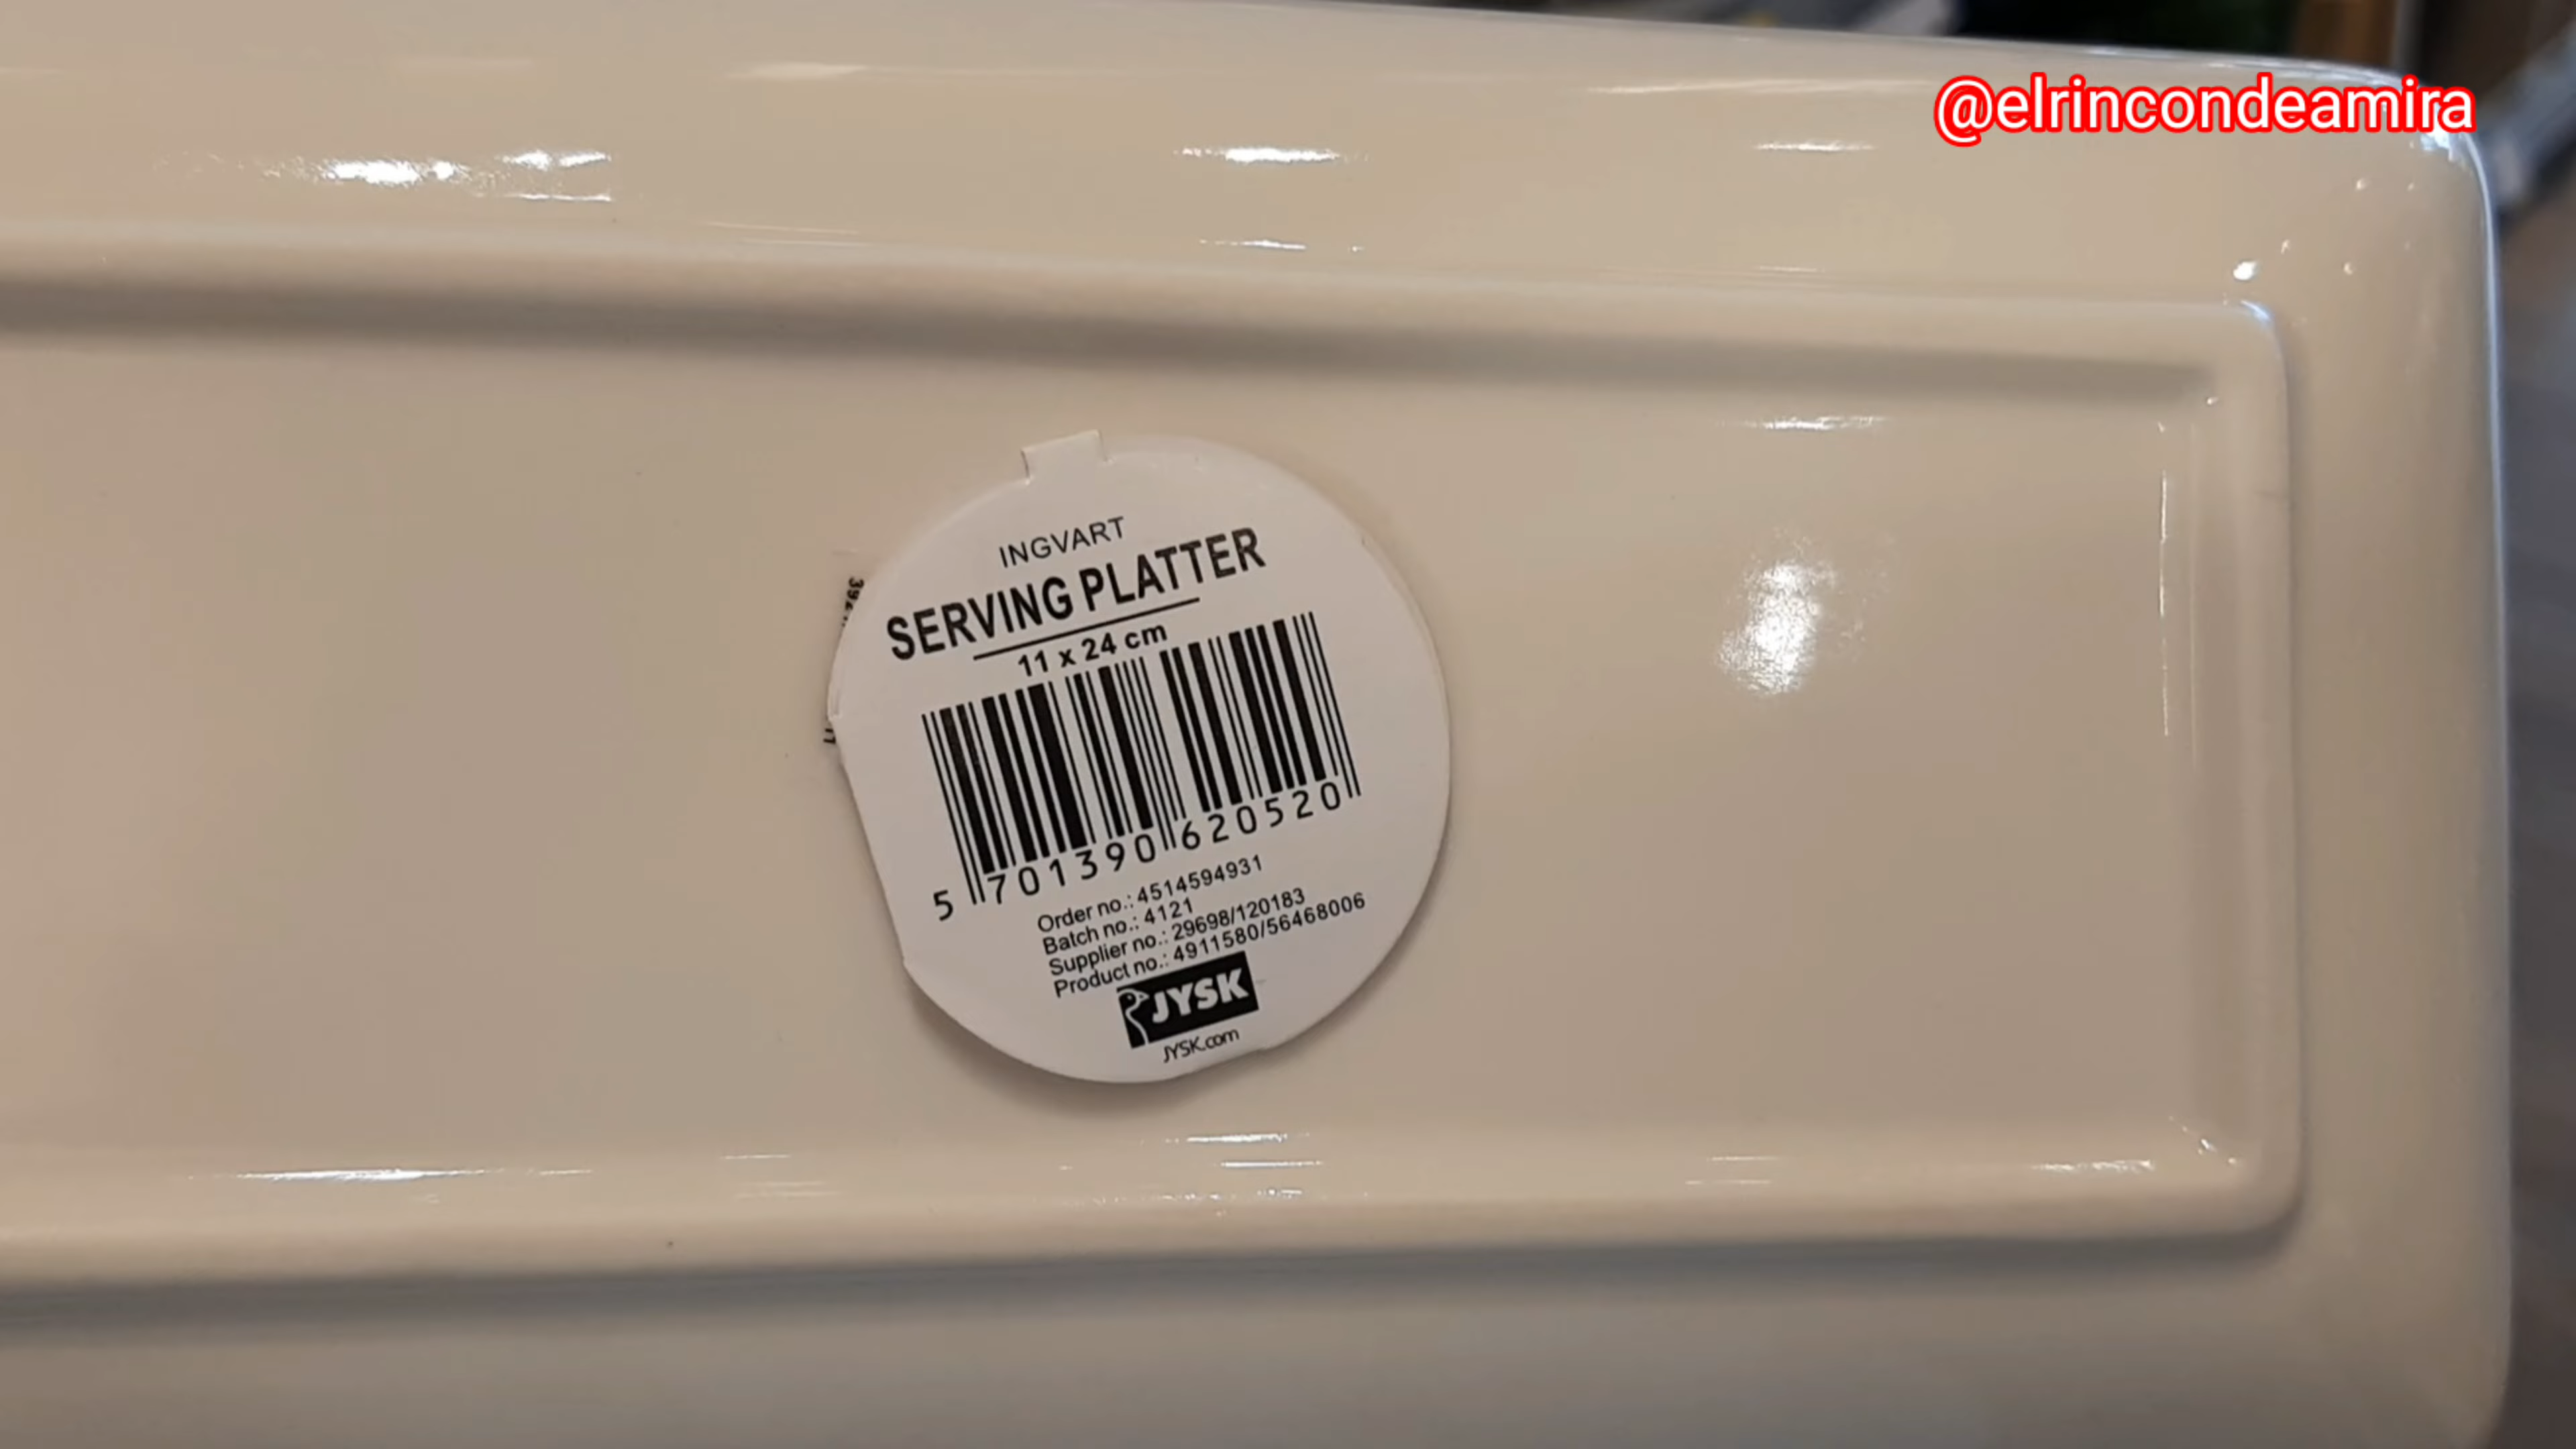 @elrincondeamira
INGVART
SERVING PLATTER
11 x 24 cm
5 701390 620520
Order no.: 4514594931
Batch no.: 4121
Supplier no.: 29698/120183
Product no.: 4911580/56468006
JYSK
JYSK.com